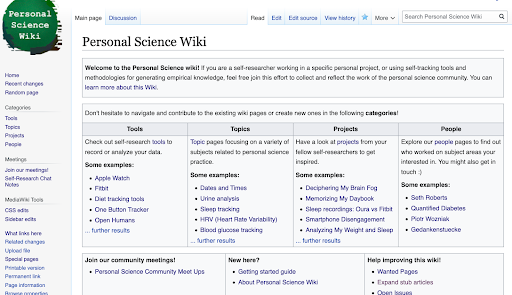 Personal
Science
Wiki
Main page
Discussion
Read
Edit
Edit source
View history
More
Search Personal Science Wiki
Personal Science Wiki
Home
Recent changes
Random page
Categories
Tools
Topics
Projects
People
Meetings
Join our meetings!
Self-Research Chat
Notes
MediaWiki Tools
CSS edits
Sidebar edits
What links here
Related changes
Upload file
Special pages
Printable version
Permanent link
Page information
Browse properties
Welcome to the Personal Science wiki! If you are a self-researcher working in a specific personal project, or using self-tracking tools and
methodologies for generating empirical knowledge, feel free join this effort to collect and reflect the work of the personal science community. You can
learn more about this Wiki.
Don't hesitate to navigate and contribute to the existing wiki pages or create new ones in the following categories!
Tools
Check out self-research tools to
record or analyze your data.
Some examples:
Apple Watch
Fitbit
Diet tracking tools
One Button Tracker
Open Humans
... further results
Topics
Topic pages focusing on a variety of
subjects related to personal science
practice.
Some examples:
Dates and Times
Urine analysis
Sleep tracking
HRV (Heart Rate Variability)
Blood glucose tracking
... further results
Projects
Have a look at projects from your
fellow self-researchers to get
inspired.
Some examples:
Deciphering My Brain Fog
Memorizing My Daybook
Sleep recordings: Oura vs Fitbit
Smartphone Disengagement
Analyzing My Weight and Sleep
... further results
People
Explore our people pages to find out
who worked on subject areas your
interested in. You might also get in
touch :)
Some examples:
Seth Roberts
Quantified Diabetes
Piotr Wozniak
Gedankenstuecke
Join our community meetings!
Personal Science Community Meet Ups
New here?
Getting started guide
About Personal Science Wiki
Help improving this wiki!
Wanted Pages
Expand stub articles
Open Issues